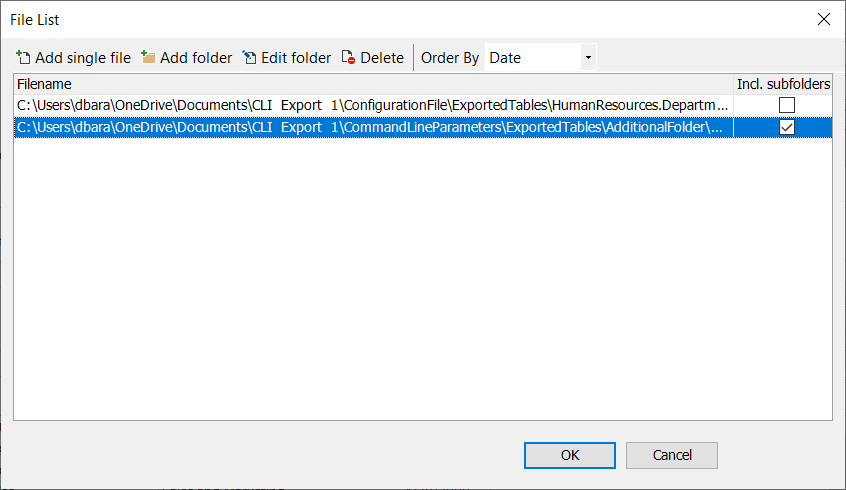 File List
Add single file Add folder Edit folder Delete Order By Date
Filename Incl. subfolders
C:\Users\dbara\OneDrive\Documents\CLI Export 1\ConfigurationFile\ExportedTables\HumanResources.Departm...
C:\Users\dbara\OneDrive\Documents\CLI Export 1\CommandLineParameters\ExportedTables\AdditionalFolder\...
OK Cancel